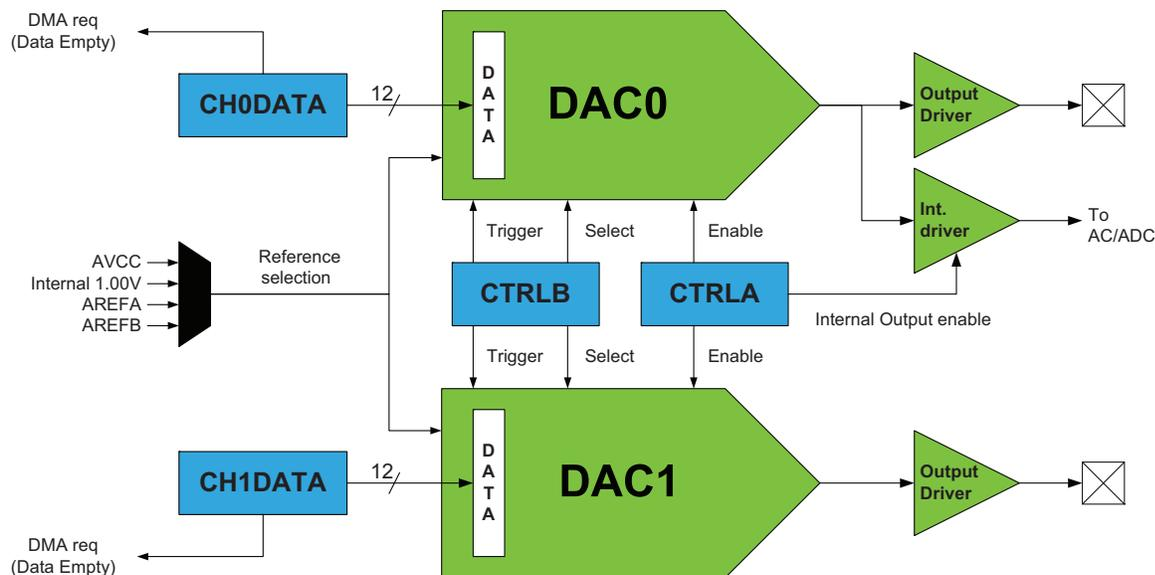 DMA req
(Data Empty)
CH0DATA
12
D
A
T
A
DAC0
Output
Driver
Int.
driver
To
AC/ADC
Trigger
Select
Enable
AVCC
Internal 1.00V
AREFA
AREFB
Reference
selection
CTRLB
CTRLA
Internal Output enable
Trigger
Select
Enable
CH1DATA
12
D
A
T
A
DAC1
Output
Driver
DMA req
(Data Empty)